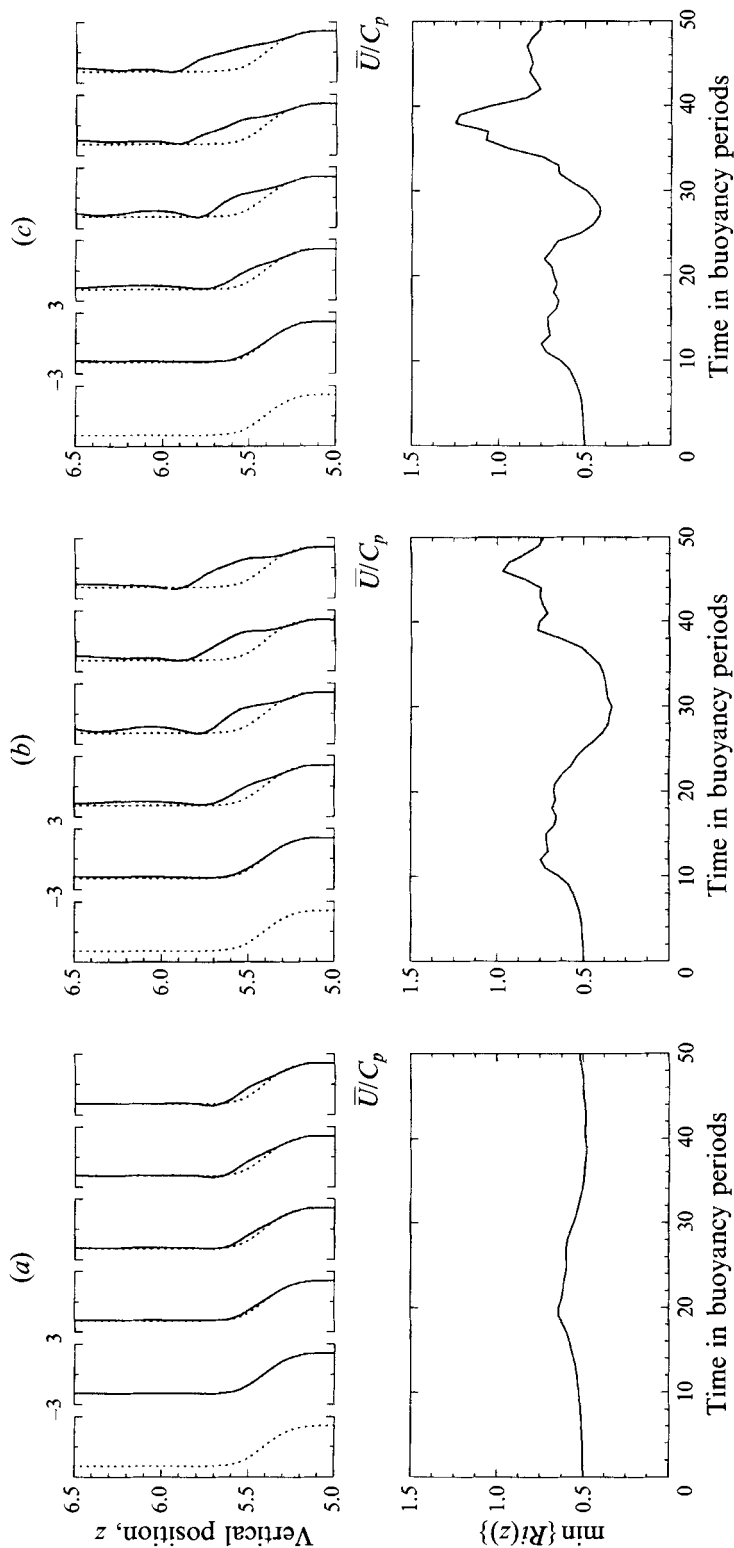 (a)
(b)
(c)
−3 3
−3 3
−3 3
Vertical position, z
6.5
6.0
5.5
5.0
6.5
6.0
5.5
5.0
6.5
6.0
5.5
5.0
U̅/C_p
U̅/C_p
U̅/C_p
min{Ri(z)}
1.5
1.0
0.5
1.5
1.0
0.5
1.5
1.0
0.5
0 10 20 30 40 50
0 10 20 30 40 50
0 10 20 30 40 50
Time in buoyancy periods
Time in buoyancy periods
Time in buoyancy periods